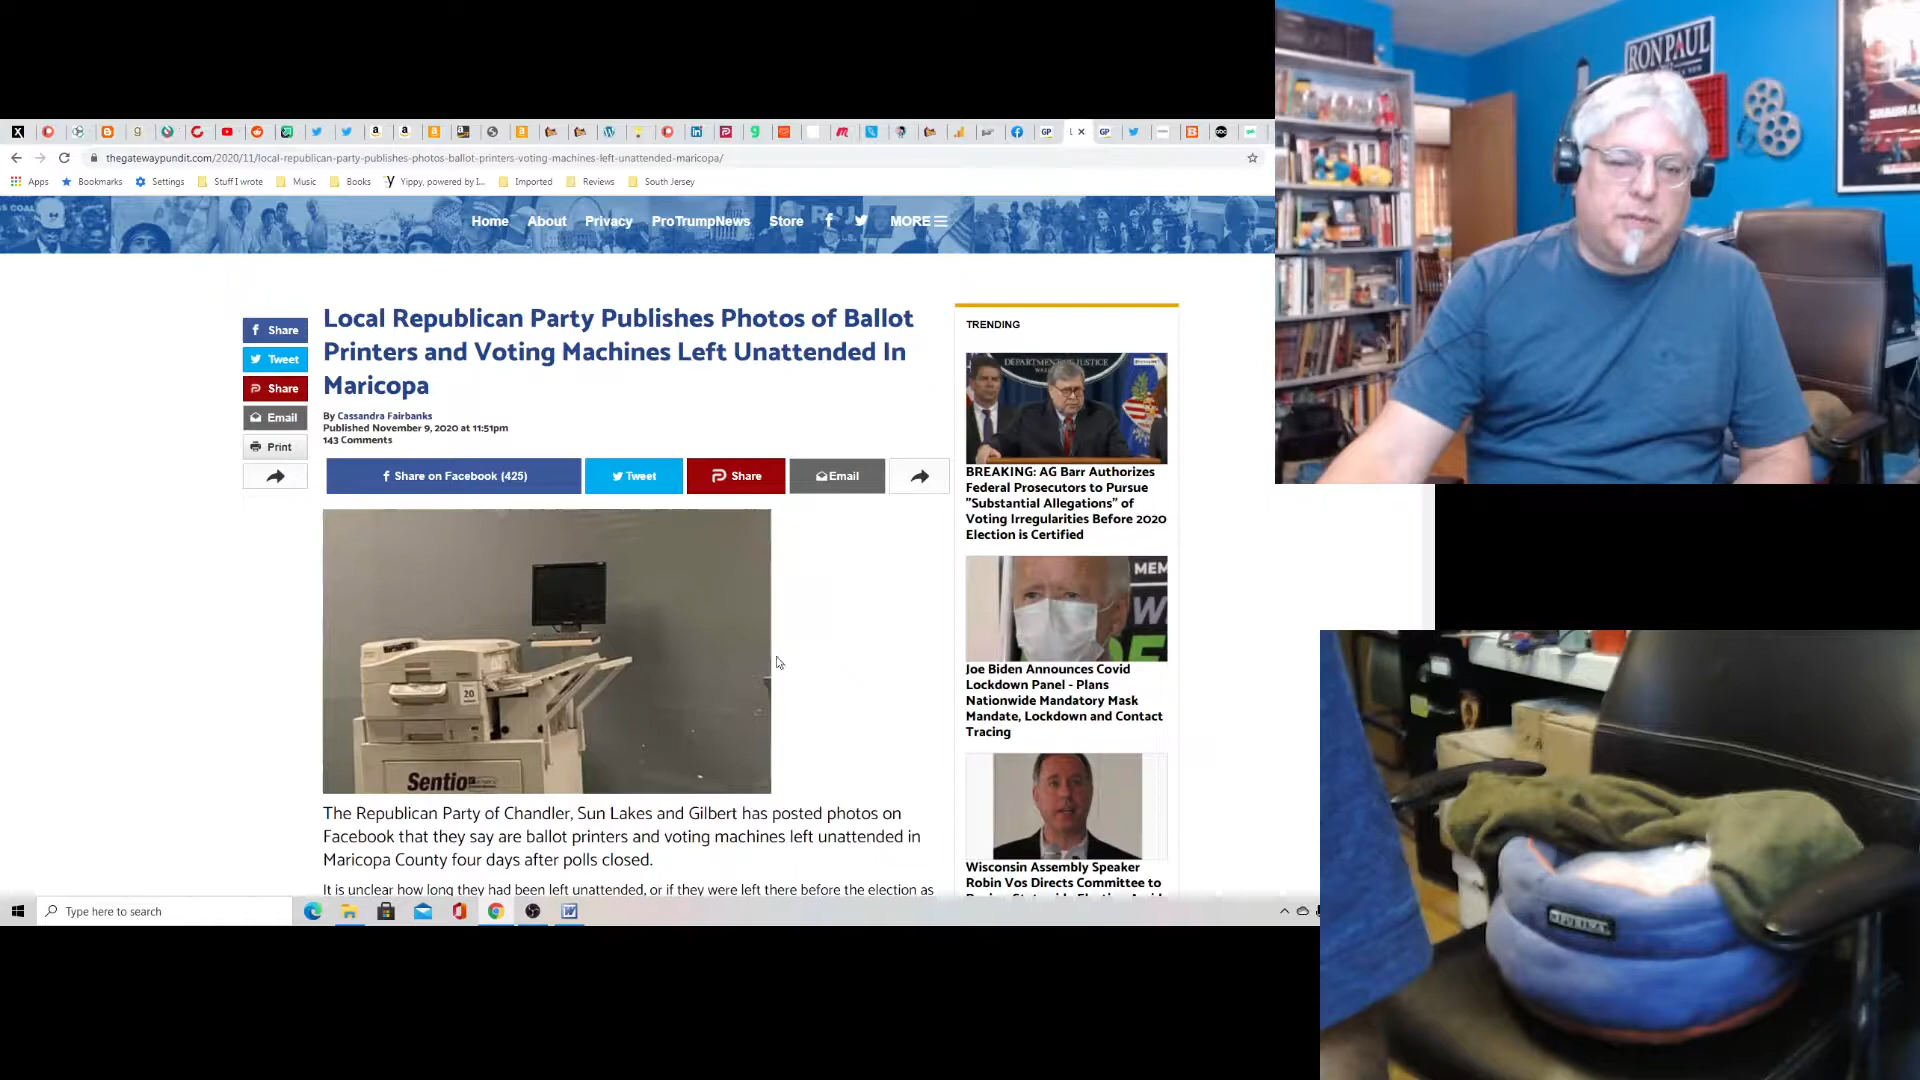 RON PAUL
thegatewaypundit.com/2020/11/local-republican-party-publishes-photos-ballot-printers-voting-machines-left-unattended-maricopa/
Apps Bookmarks Settings Stuff I wrote Music Books Yippy, powered by I... Imported Reviews South Jersey
Home About Privacy ProTrumpNews Store MORE
Local Republican Party Publishes Photos of Ballot
Printers and Voting Machines Left Unattended In
Maricopa
By Cassandra Fairbanks
Published November 9, 2020 at 11:51pm
143 Comments
Share
Tweet
Share
Email
Print
Share on Facebook (425) Tweet Share Email
20
Sentio
The Republican Party of Chandler, Sun Lakes and Gilbert has posted photos on
Facebook that they say are ballot printers and voting machines left unattended in
Maricopa County four days after polls closed.
It is unclear how long they had been left unattended, or if they were left there before the election as
TRENDING
DEPARTMENT OF JUSTICE
BREAKING: AG Barr Authorizes
Federal Prosecutors to Pursue
"Substantial Allegations" of
Voting Irregularities Before 2020
Election is Certified
MEM
Joe Biden Announces Covid
Lockdown Panel - Plans
Nationwide Mandatory Mask
Mandate, Lockdown and Contact
Tracing
Wisconsin Assembly Speaker
Robin Vos Directs Committee to
Type here to search